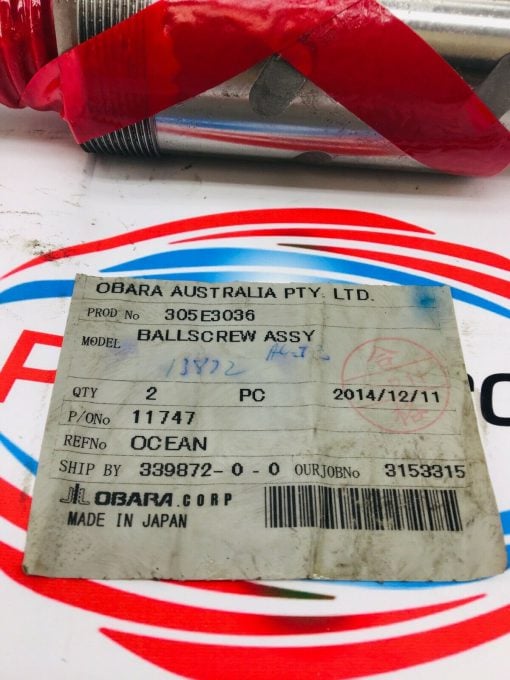 OBARA AUSTRALIA PTY. LTD.
PROD No 305E3036
MODEL BALLSCREW ASSY
13872
QTY 2 PC 2014/12/11
P/ONo 11747
REFNo OCEAN
SHIP BY 339872-0-0 OURJOBNo 3153315
OBARA.CORP
MADE IN JAPAN